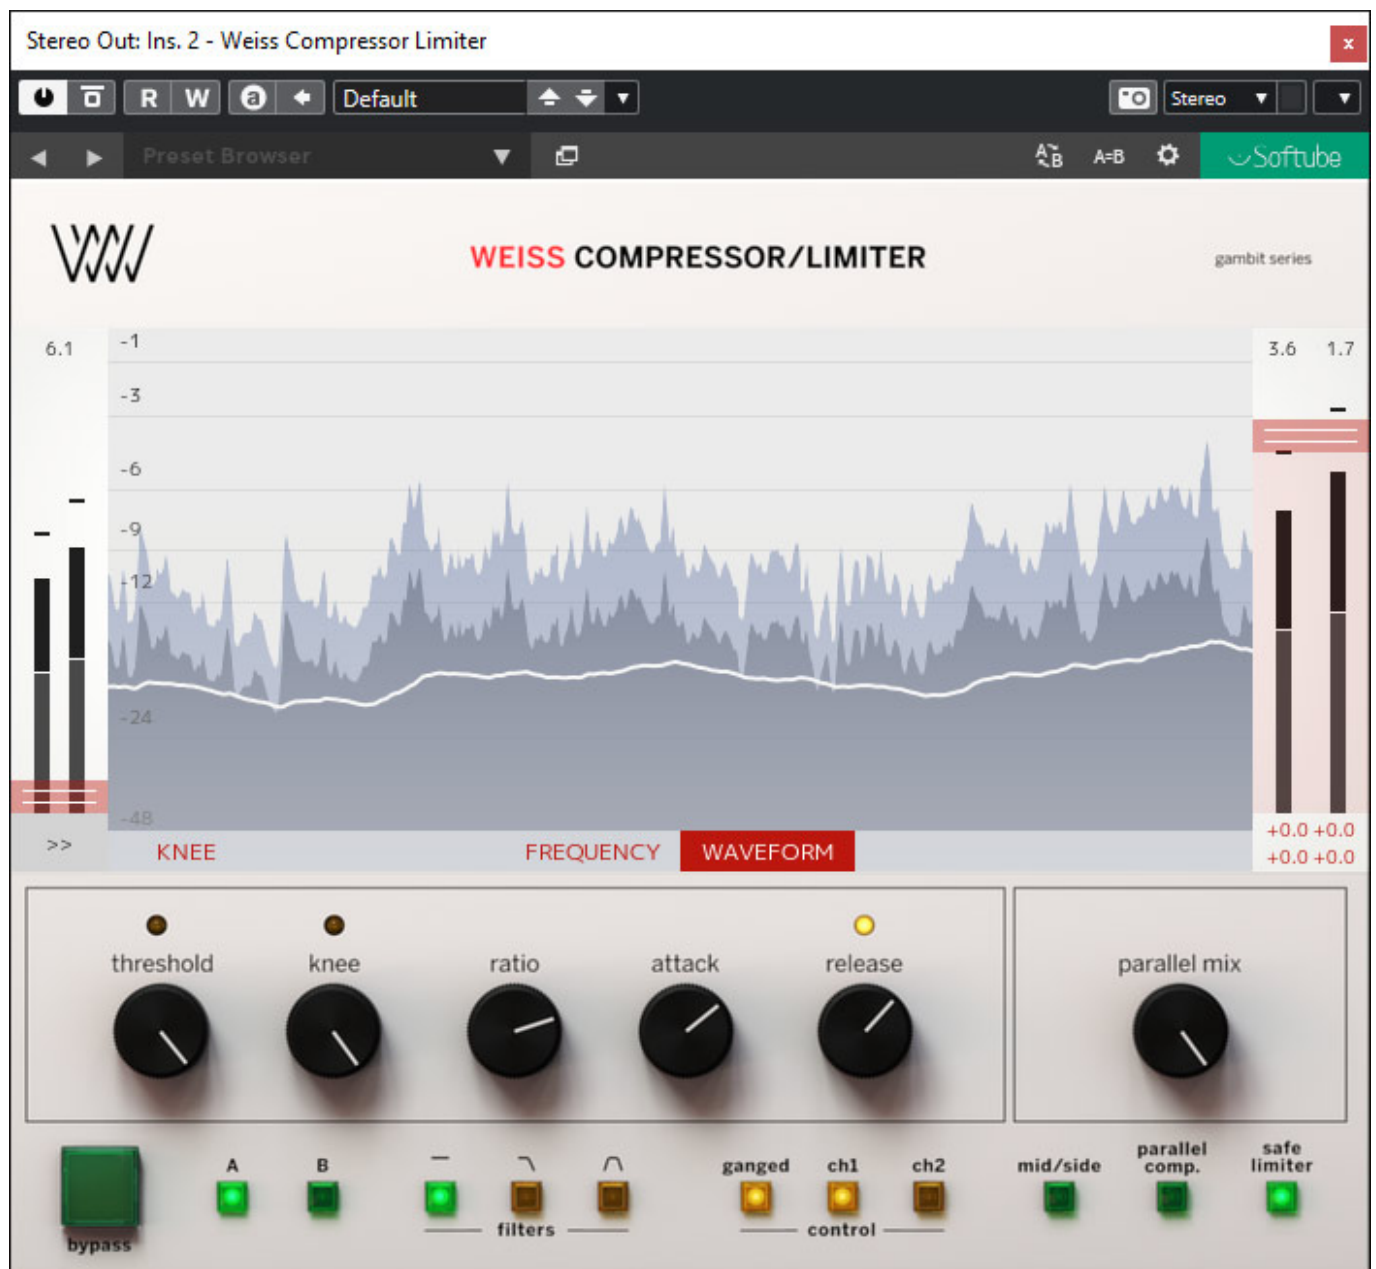 Stereo Out: Ins. 2 - Weiss Compressor Limiter
x
R W a Default Stereo
Preset Browser A B A=B Softube
WEISS COMPRESSOR/LIMITER gambit series
6.1 -1 3.6 1.7
-3
-6
-9
-12
-24
-48
>> +0.0 +0.0
KNEE FREQUENCY WAVEFORM +0.0 +0.0
threshold knee ratio attack release parallel mix
A B ganged ch1 ch2 mid/side parallel comp. safe limiter
filters control
bypass